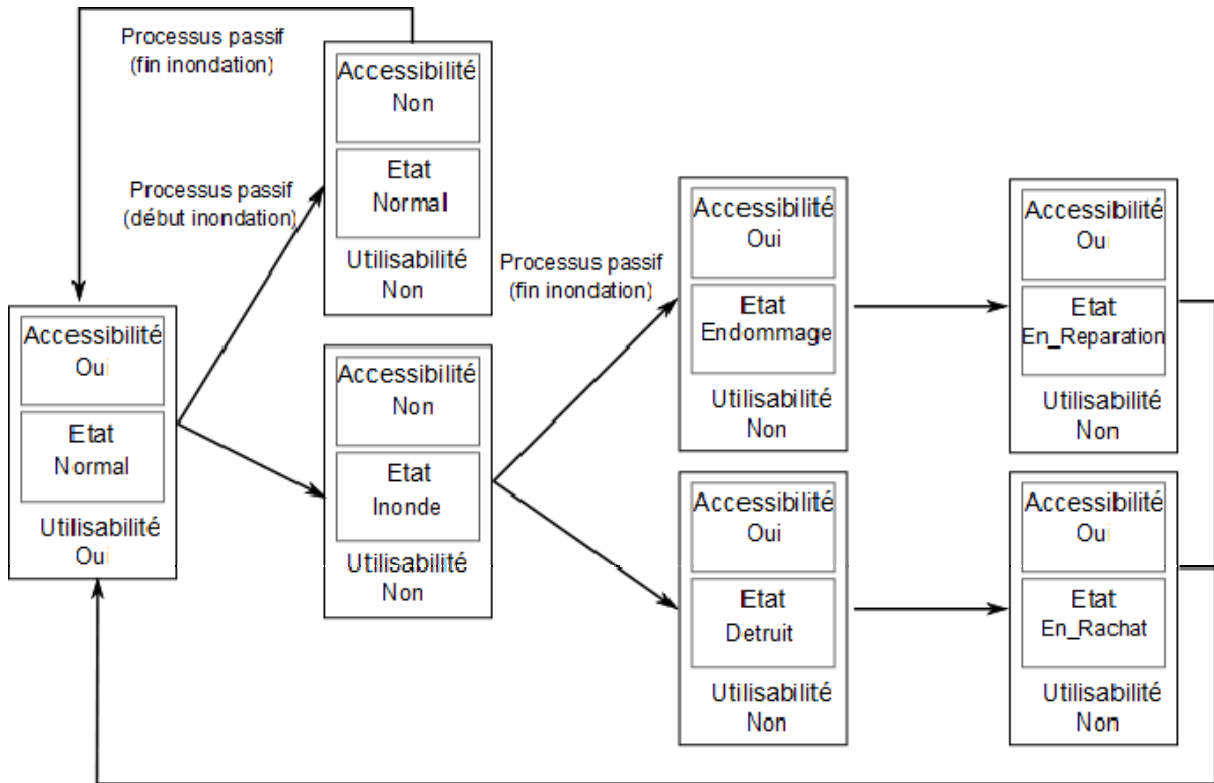 Processus passif
(fin inondation)
Accessibilité
Non
Etat
Normal
Utilisabilité
Non
Processus passif
(début inondation)
Accessibilité
Oui
Etat
Normal
Utilisabilité
Oui
Accessibilité
Non
Etat
Inonde
Utilisabilité
Non
Processus passif
(fin inondation)
Accessibilité
Oui
Etat
Endommage
Utilisabilité
Non
Accessibilité
Oui
Etat
En_Reparation
Utilisabilité
Non
Accessibilité
Oui
Etat
Detruit
Utilisabilité
Non
Accessibilité
Oui
Etat
En_Rachat
Utilisabilité
Non